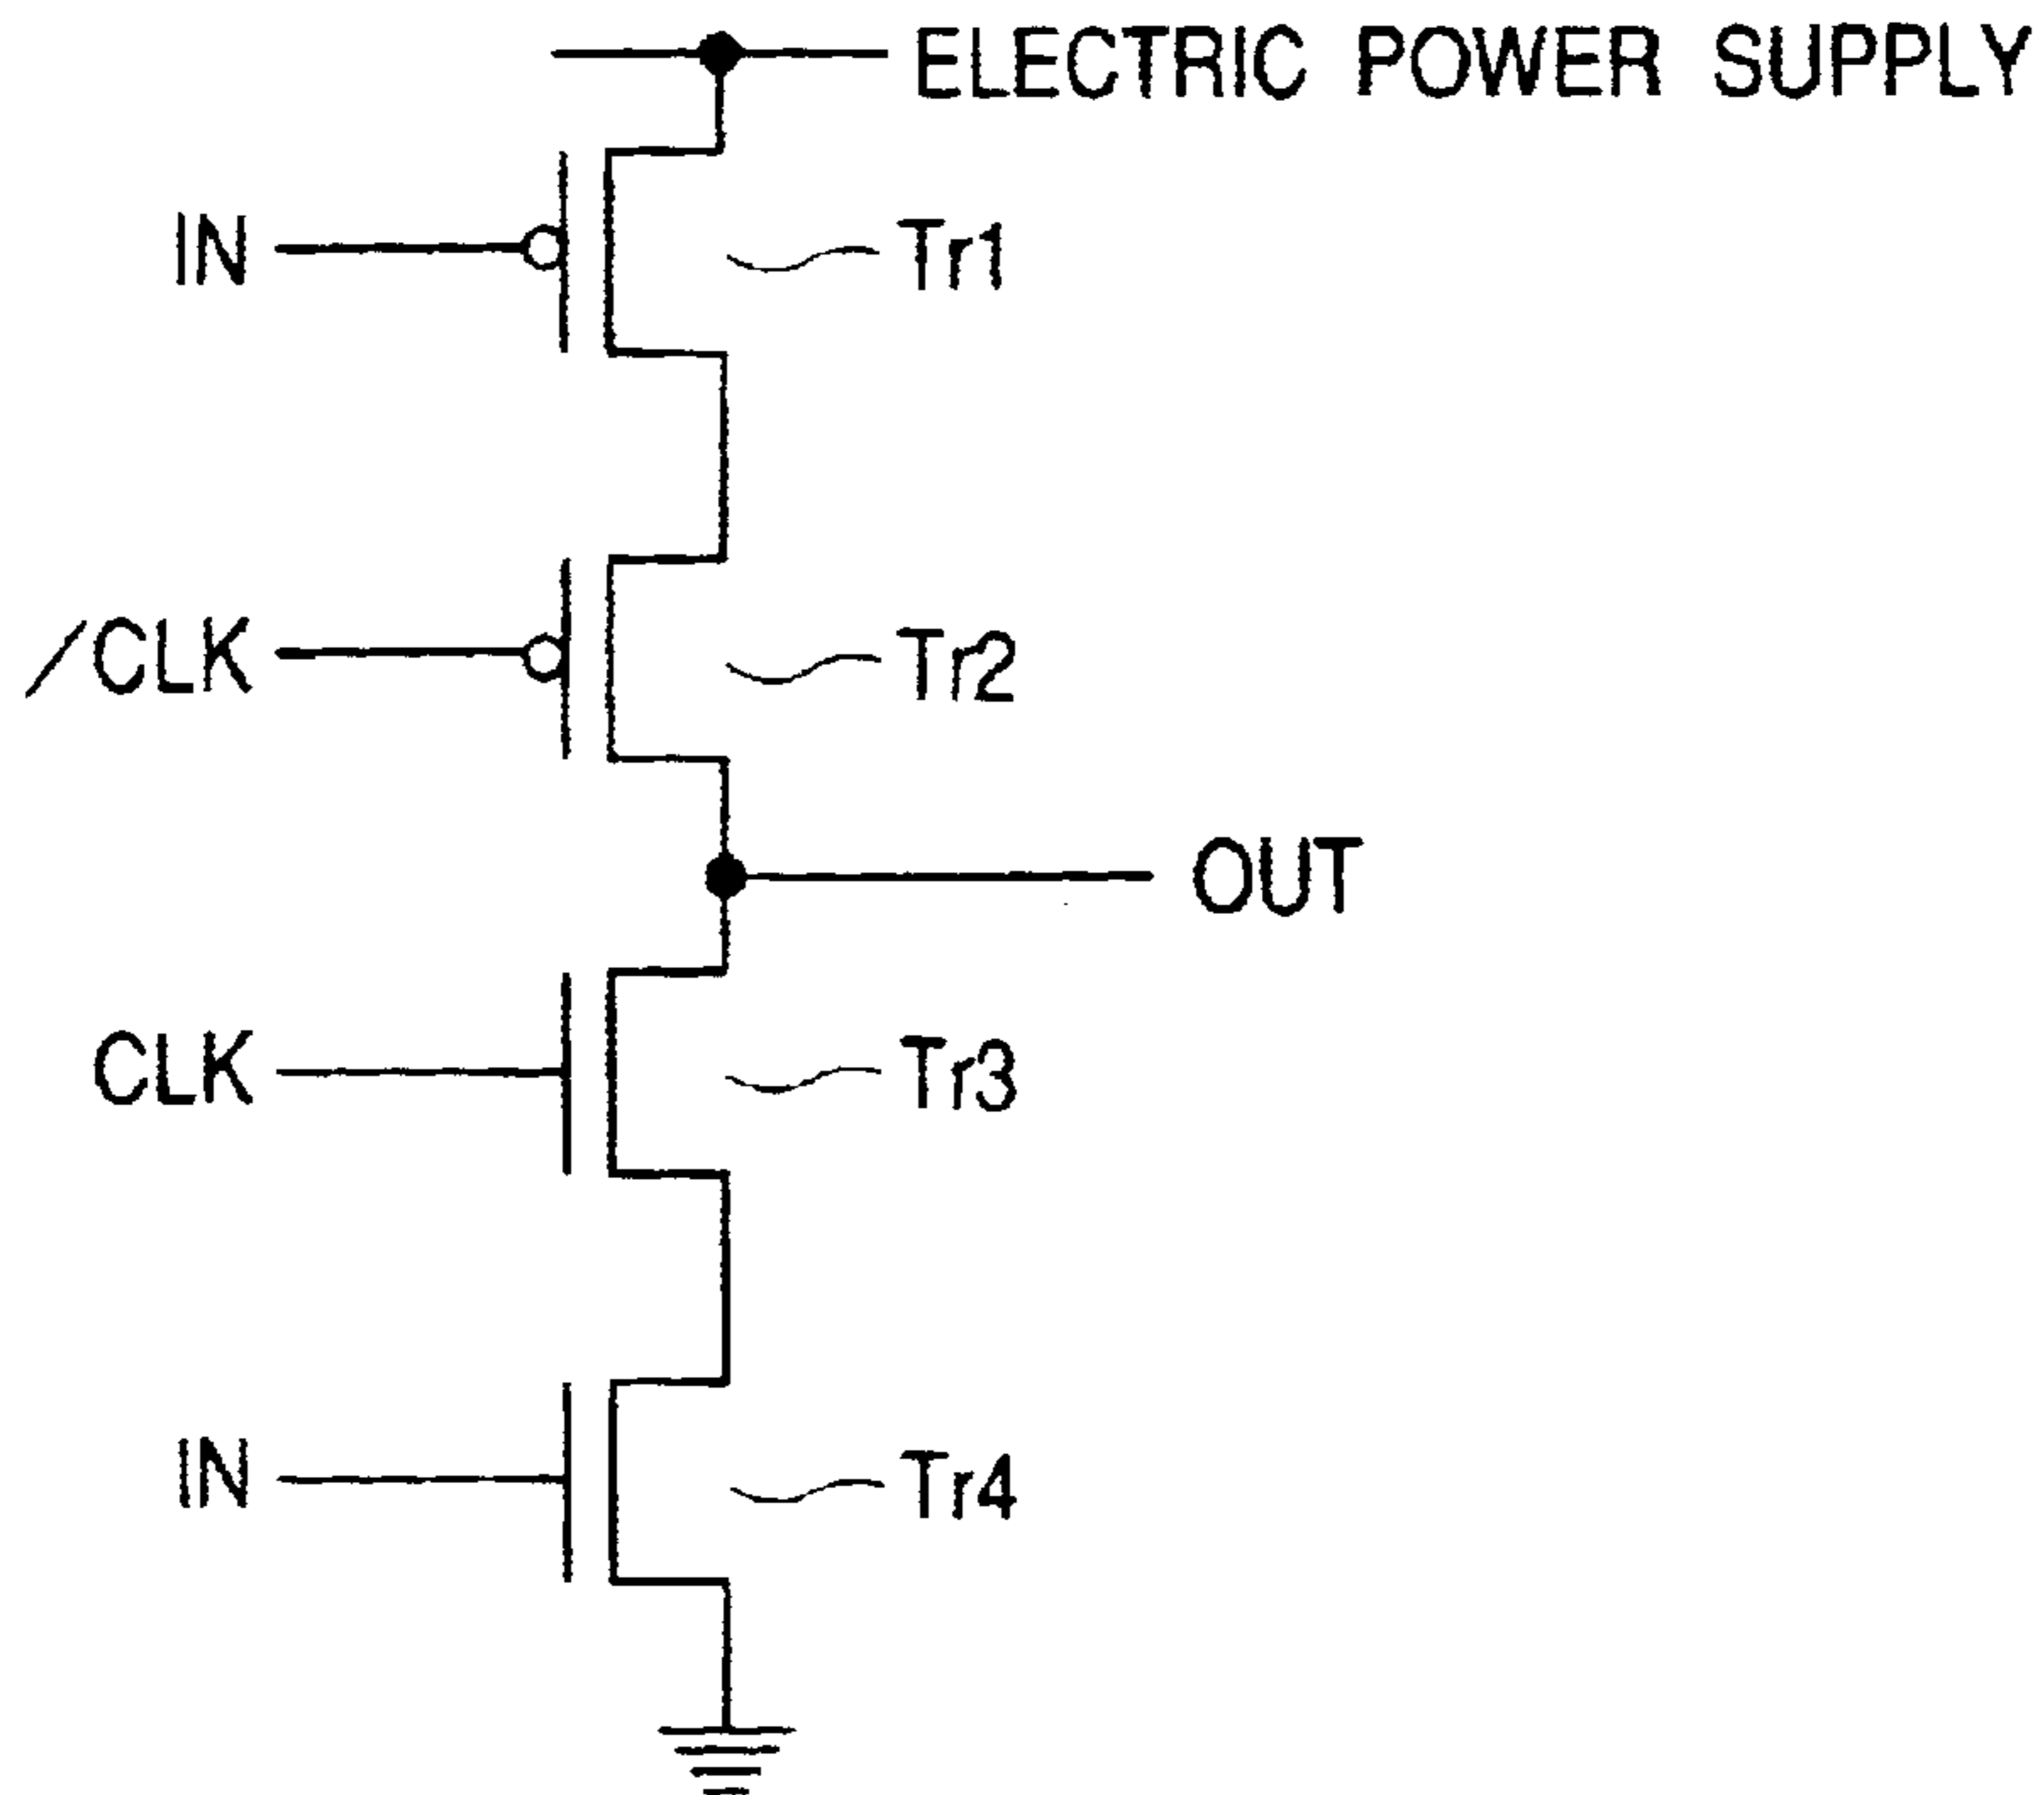 ELECTRIC POWER SUPPLY
IN
Tr1
/CLK
Tr2
OUT
CLK
Tr3
IN
Tr4